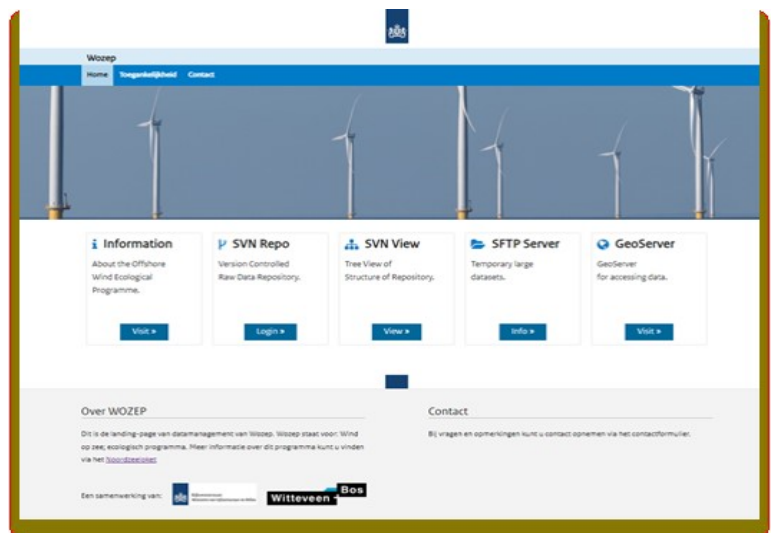 Wozep
Home Toegankelijkheid Contact
Information
About the Offshore
Wind Ecological
Programme.
Visit »
SVN Repo
Version Controlled
Raw Data Repository.
Login »
SVN View
Tree View of
Structure of Repository.
View »
SFTP Server
Temporary large
datasets.
Info »
GeoServer
GeoServer
for accessing data.
Visit »
Over WOZEP
Dit is de landing-page van datamanagement van Wozep. Wozep staat voor: Wind
op zee; ecologisch programma. Meer informatie over dit programma kunt u vinden
via het Noordzeeloket
Contact
Bij vragen en opmerkingen kunt u contact opnemen via het contactformulier.
Een samenwerking van:
Witteveen + Bos